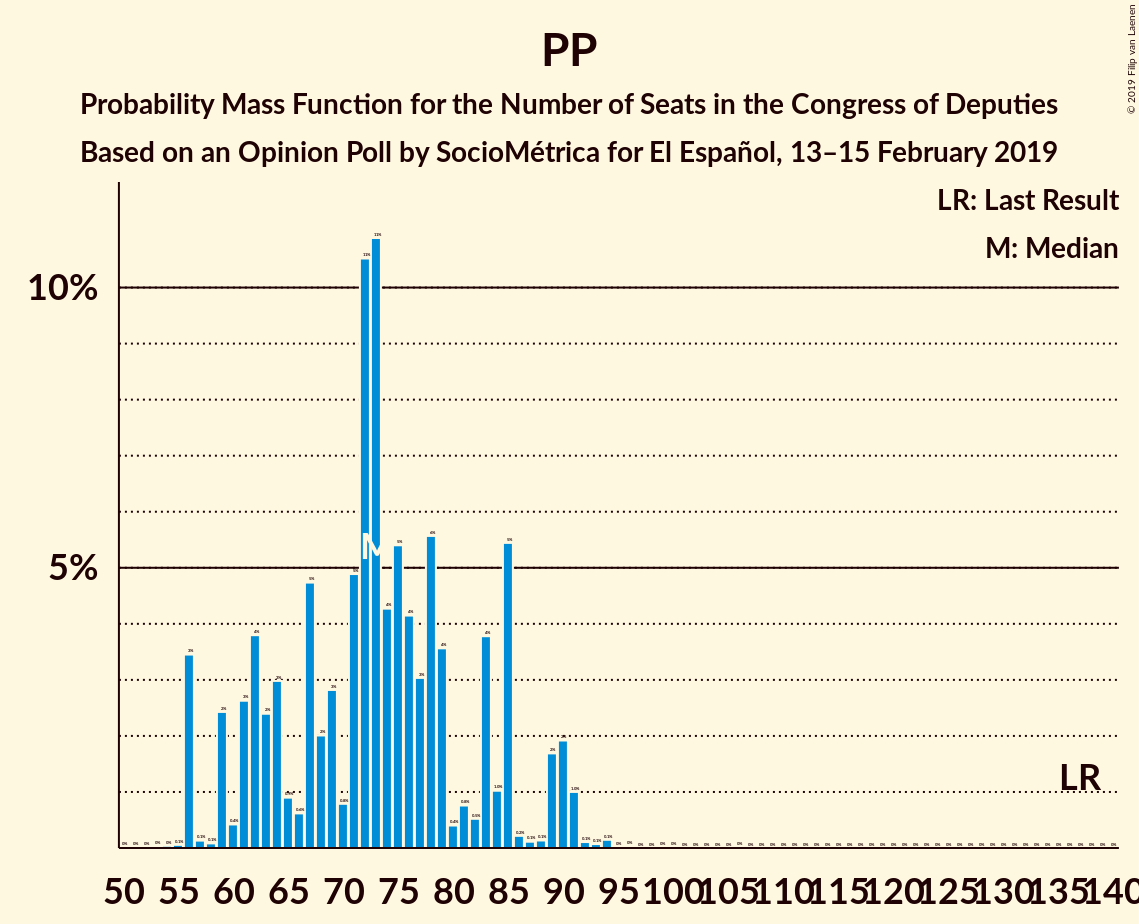 PP
Probability Mass Function for the Number of Seats in the Congress of Deputies
Based on an Opinion Poll by SocioMétrica for El Español, 13–15 February 2019
© 2019 Filip van Laenen
LR: Last Result
M: Median
10%
5%
M
LR
50 55 60 65 70 75 80 85 90 95 100 105 110 115 120 125 130 135 140